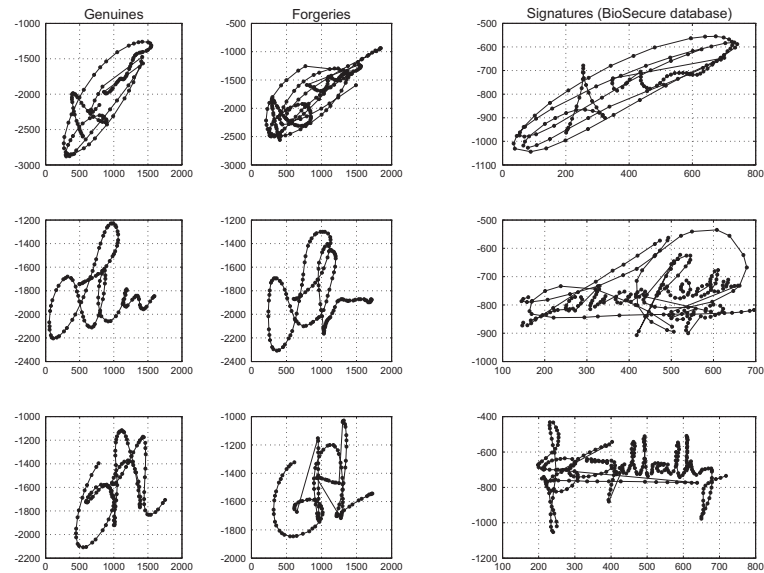 Genuines Forgeries Signatures (BioSecure database)
-1000 -500 -500
-1500 -1000 -600
-2000 -1500 -700
-2500 -2000 -800
-3000 -2500 -900
-3000 -1000
-1100
0 500 1000 1500 2000 0 500 1000 1500 2000 0 200 400 600 800
-1200 -1200 -500
-1400 -1400 -600
-1600 -1600 -700
-1800 -1800 -800
-2000 -2000 -900
-2200 -2200 -1000
-2400 -2400
0 500 1000 1500 2000 0 500 1000 1500 2000 100 200 300 400 500 600 700
-1000 -1000 -400
-1200 -1200 -600
-1400 -1400 -800
-1600 -1600 -1000
-1800 -1800 -1200
-2000 -2000
-2200
0 500 1000 1500 2000 0 500 1000 1500 2000 100 200 300 400 500 600 700 800